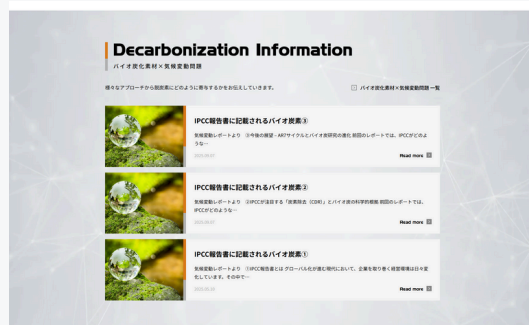 Decarbonization Information
バイオ炭化素材×気候変動問題
様々なアプローチから脱炭素にどのように寄与するかをお伝えしていきます。
バイオ炭化素材×気候変動問題 一覧
IPCC報告書に記載されるバイオ炭素③
気候変動レポートより ③今後の展望 - AR7サイクルとバイオ炭研究の進化 前回のレポートでは、IPCCがどのよ
うな…
Read more
IPCC報告書に記載されるバイオ炭素②
気候変動レポートより ②IPCCが注目する「炭素除去（CDR）」とバイオ炭の科学的根拠 前回のレポートでは、
IPCCがどのような…
Read more
IPCC報告書に記載されるバイオ炭素①
気候変動レポートより ①IPCC報告書とは グローバル化が進む現代において、企業を取り巻く経営環境は日々変
化しています。その中で…
Read more